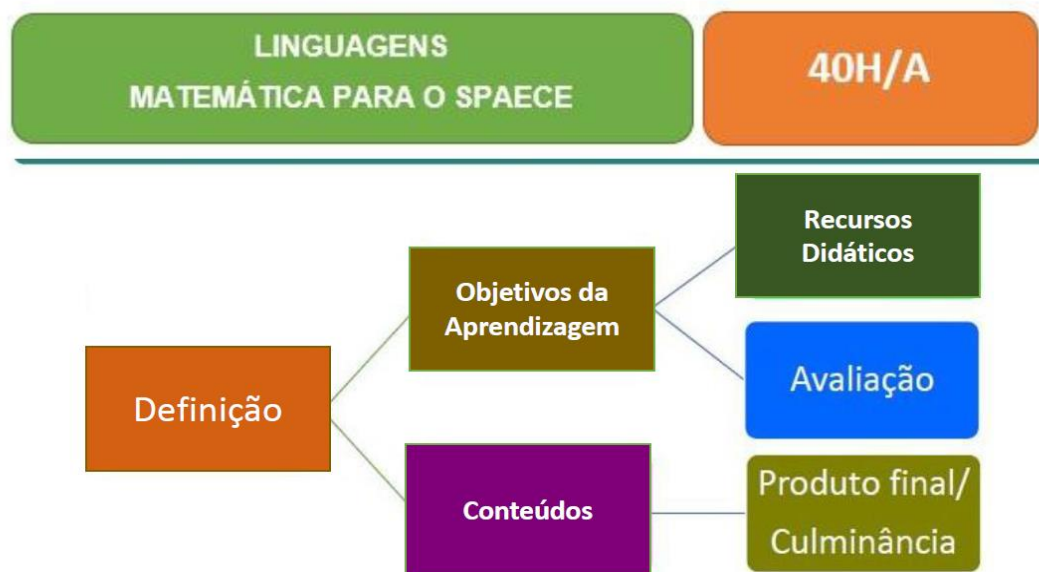 LINGUAGENS
MATEMÁTICA PARA O SPAECE
40H/A
Definição
Objetivos da
Aprendizagem
Conteúdos
Recursos
Didáticos
Avaliação
Produto final/
Culminância